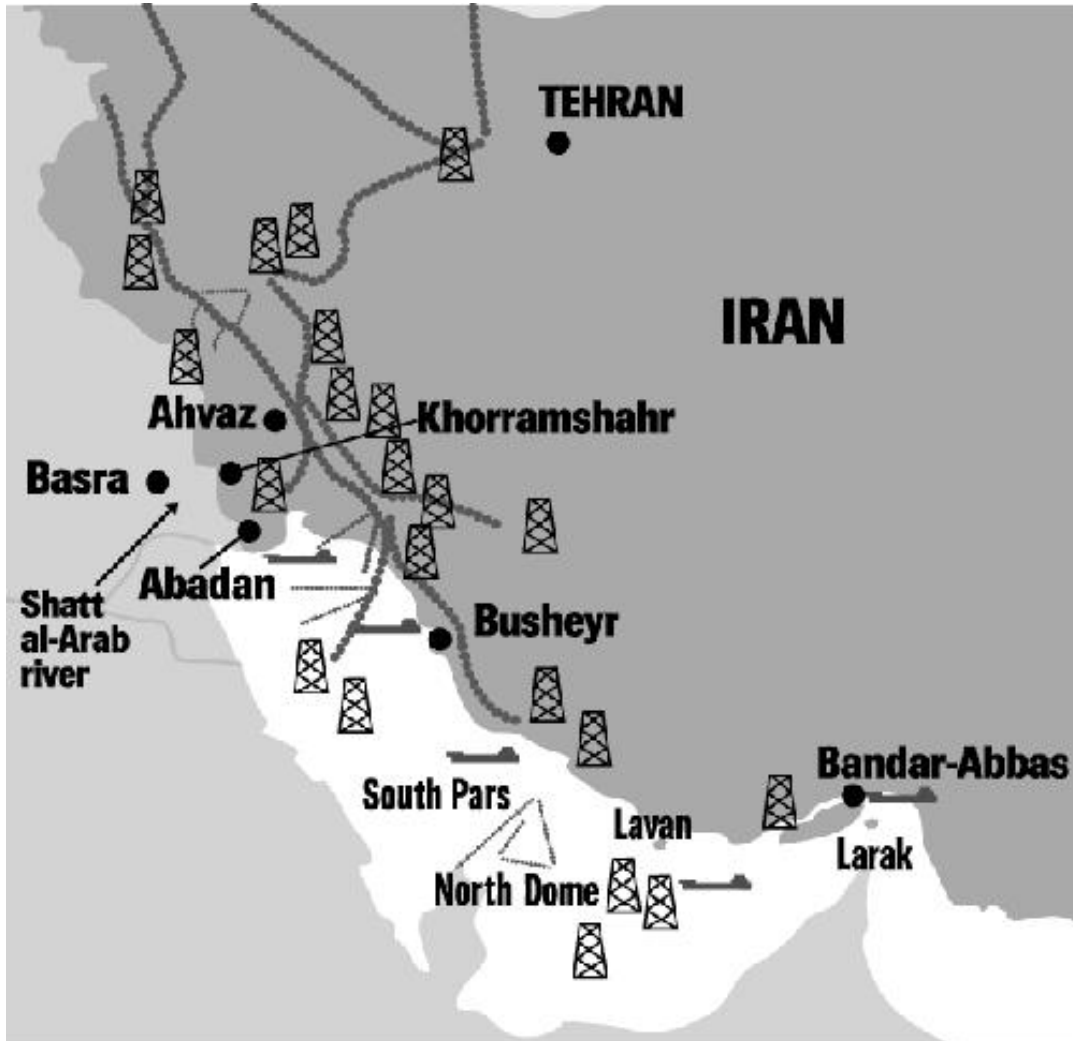 TEHRAN
IRAN
Ahvaz
Khorramshahr
Basra
Abadan
Shatt
al-Arab
river
Busheyr
South Pars
Bandar-Abbas
Lavan
Larak
North Dome